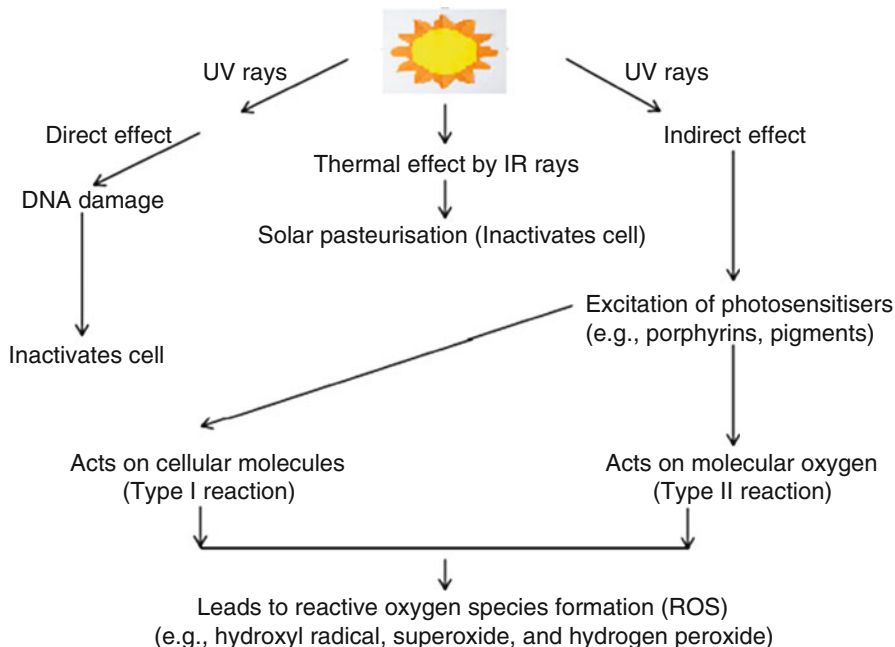 UV rays
UV rays
Direct effect
Thermal effect by IR rays
Indirect effect
DNA damage
Solar pasteurisation (Inactivates cell)
Inactivates cell
Excitation of photosensitisers
(e.g., porphyrins, pigments)
Acts on cellular molecules
(Type I reaction)
Acts on molecular oxygen
(Type II reaction)
Leads to reactive oxygen species formation (ROS)
(e.g., hydroxyl radical, superoxide, and hydrogen peroxide)